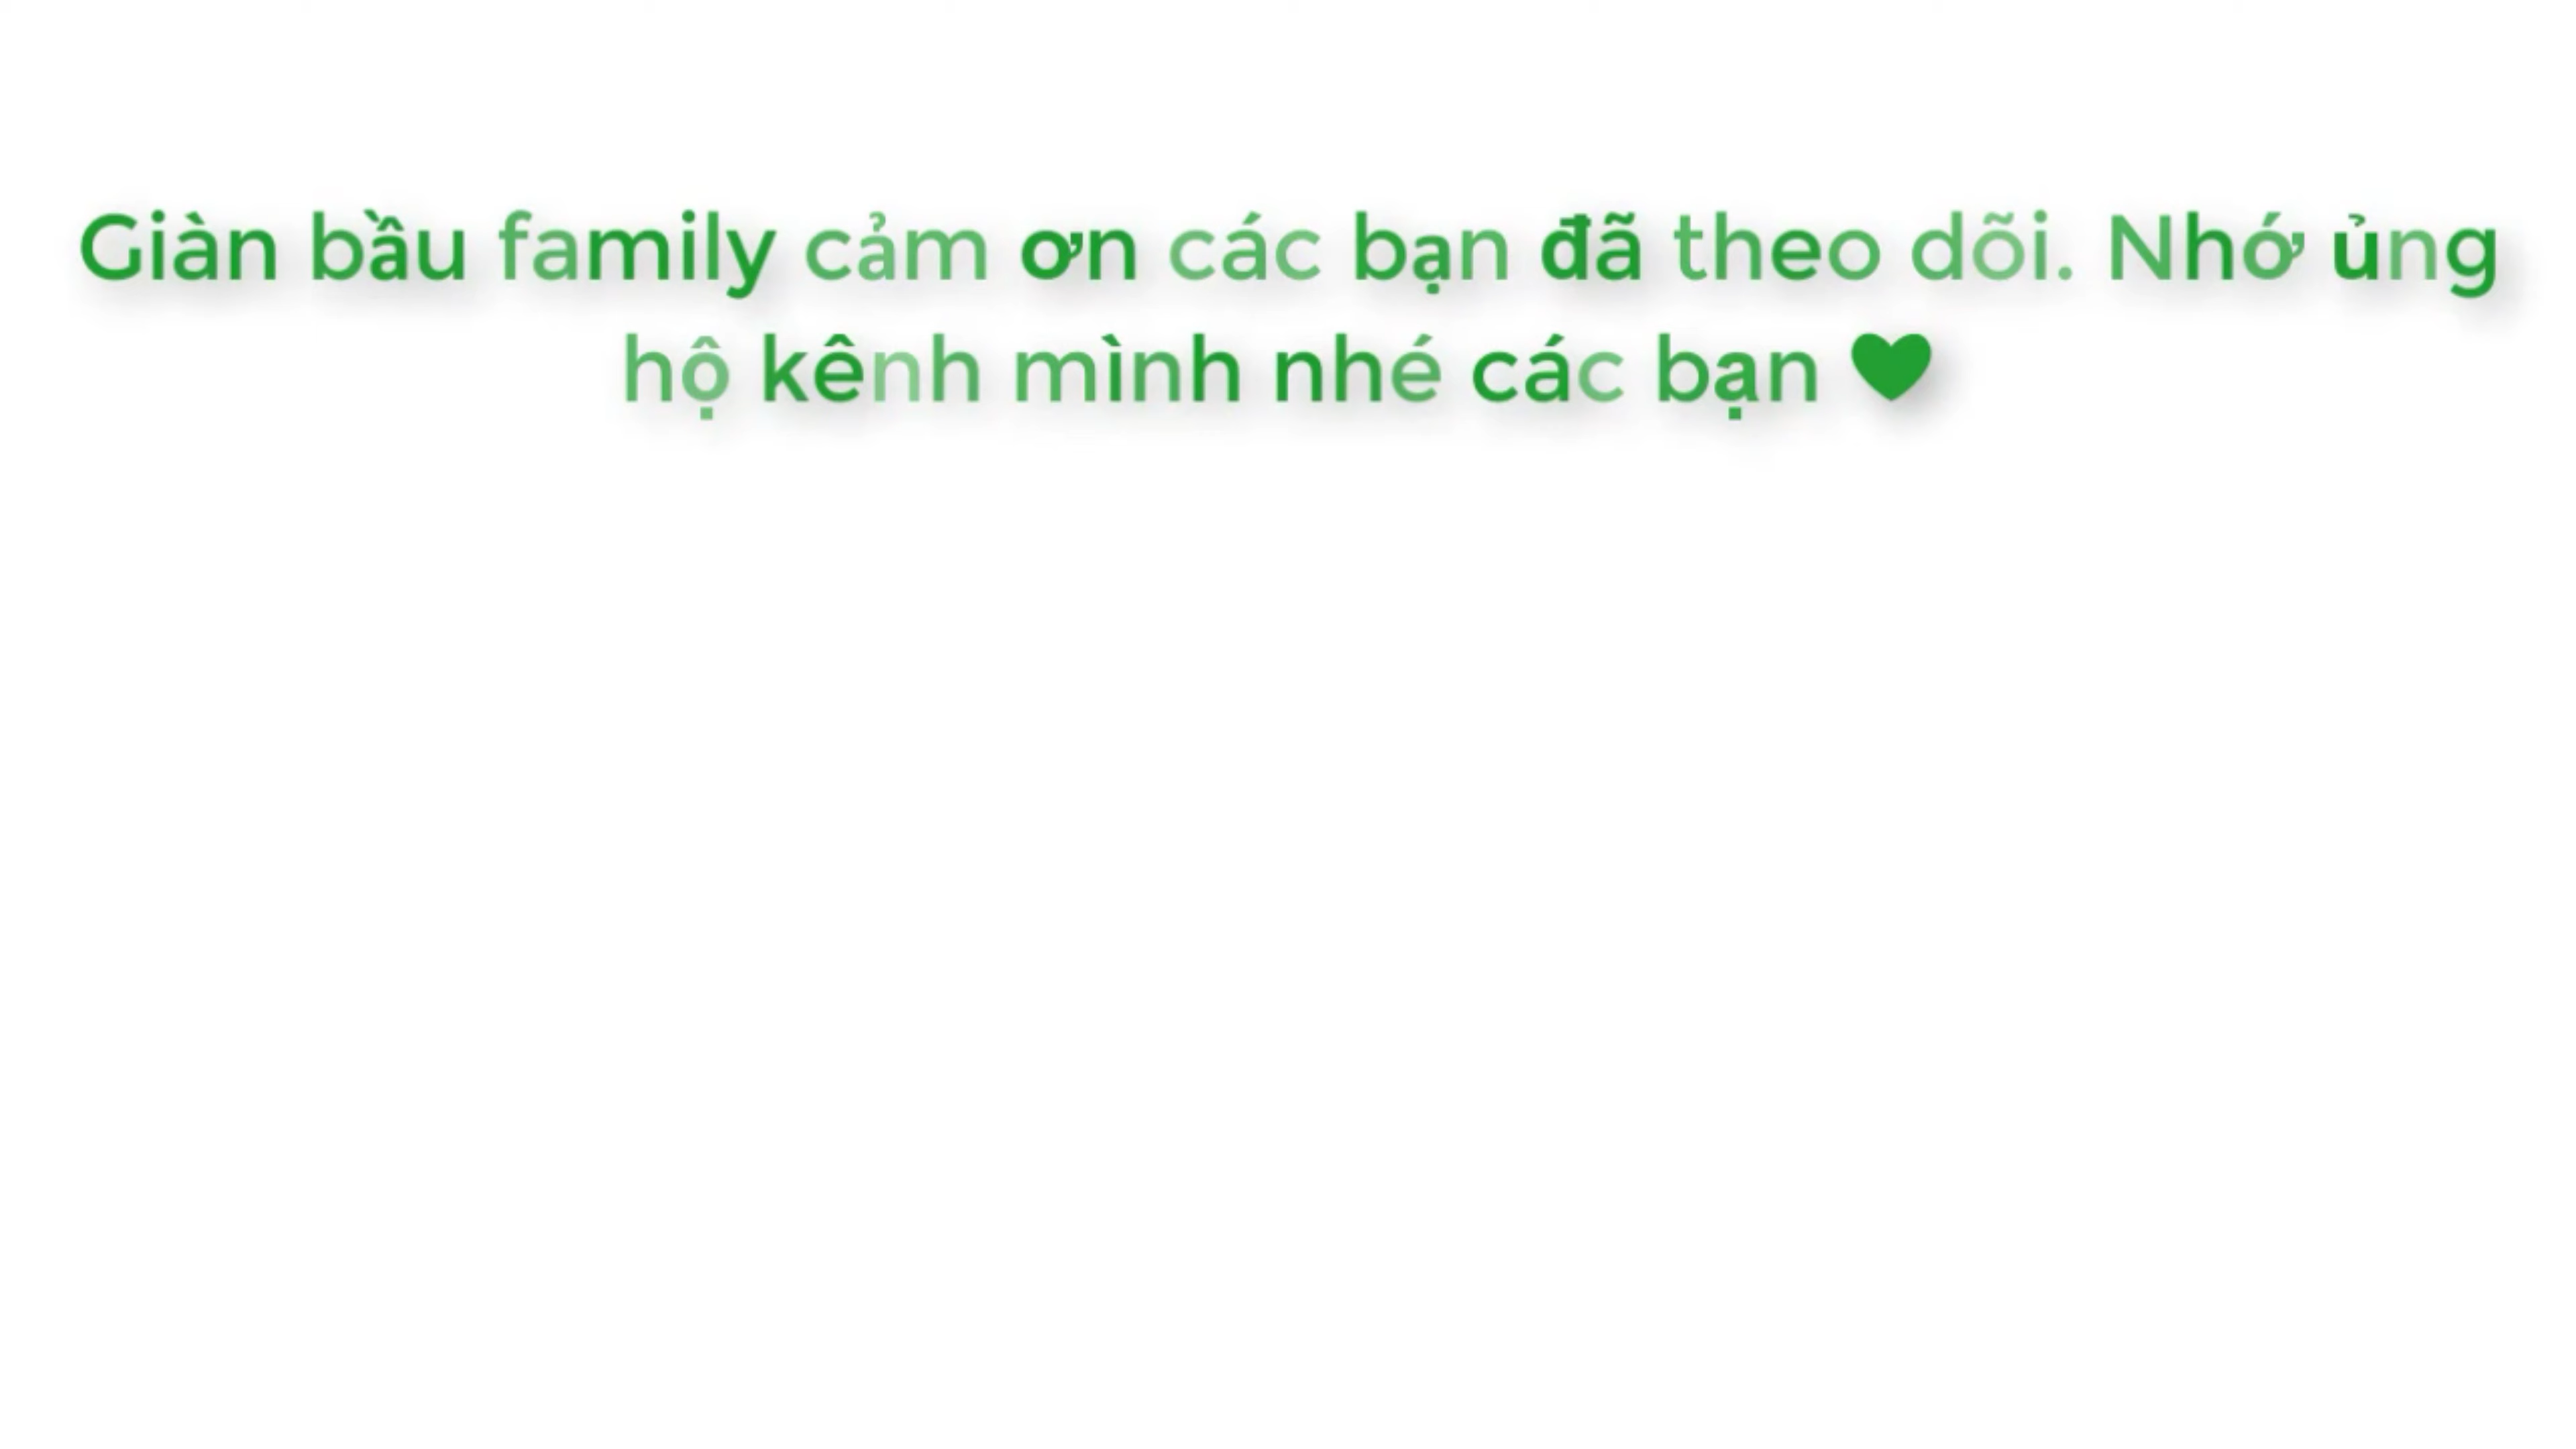 Giàn bầu family cảm ơn các bạn đã theo dõi. Nhớ ủng
hộ kênh mình nhé các bạn ♥